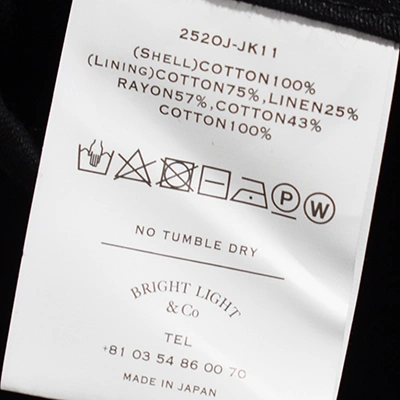 2520J-JK11
(SHELL)COTTON100%
(LINING)COTTON75%,LINEN25%
RAYON57%,COTTON43%
COTTON100%
P W
NO TUMBLE DRY
BRIGHT LIGHT
& Co
TEL
+81 03 54 86 00 70
MADE IN JAPAN